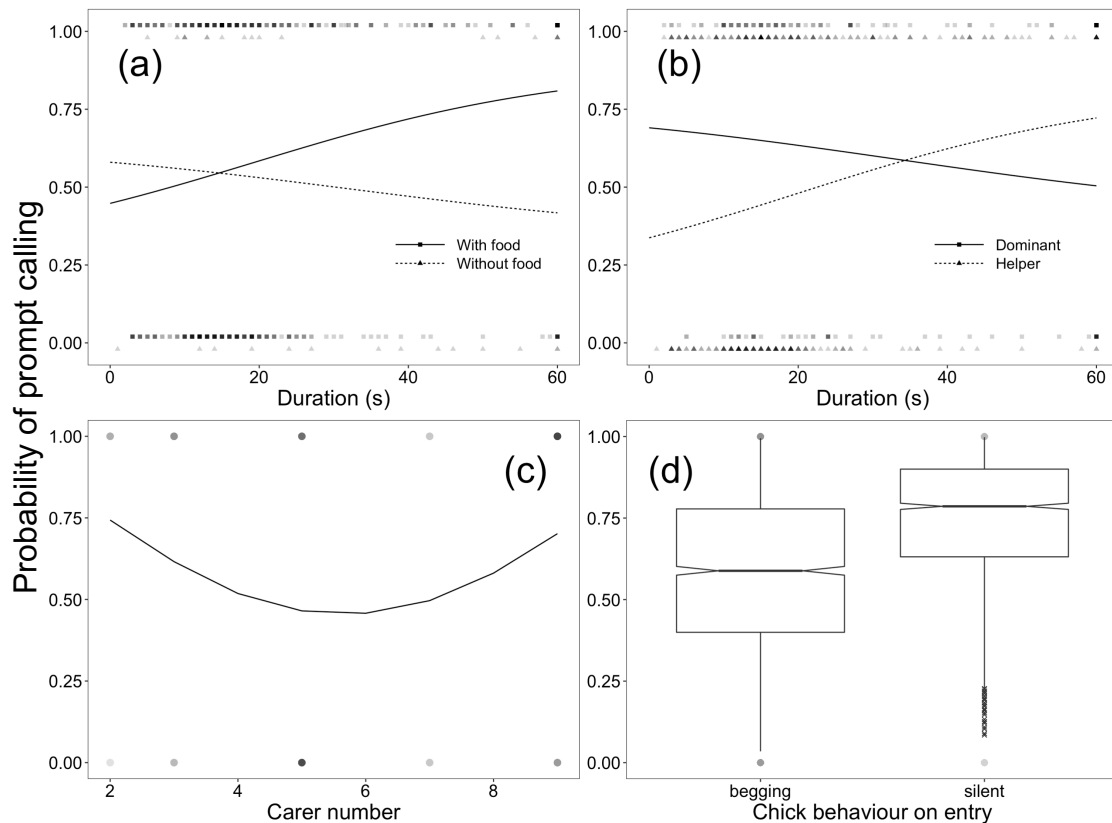 Probability of prompt calling
(a)
1.00
0.75
0.50
0.25
0.00
With food
Without food
0
20
40
60
Duration (s)
(b)
1.00
0.75
0.50
0.25
0.00
Dominant
Helper
0
20
40
60
Duration (s)
(c)
1.00
0.75
0.50
0.25
0.00
2
4
6
8
Carer number
(d)
1.00
0.75
0.50
0.25
0.00
begging
silent
Chick behaviour on entry